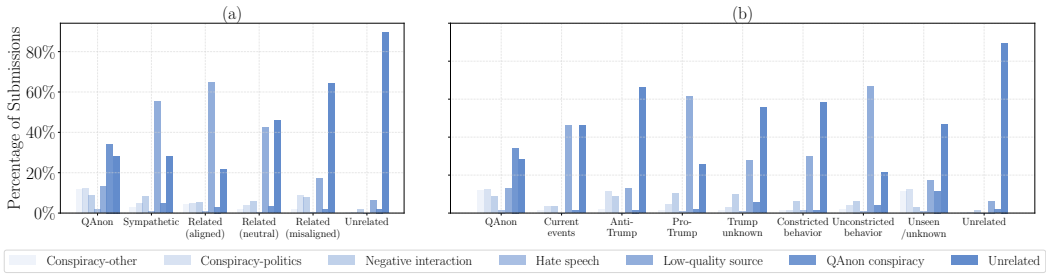 (a)
(b)
Percentage of Submissions
80%
60%
40%
20%
0%
QAnon
Sympathetic
Related
(aligned)
Related
(neutral)
Related
(misaligned)
Unrelated
QAnon
Current
events
Anti-
Trump
Pro-
Trump
Trump
unknown
Constricted
behavior
Unconstricted
behavior
Unseen
/unknown
Unrelated
Conspiracy-other
Conspiracy-politics
Negative interaction
Hate speech
Low-quality source
QAnon conspiracy
Unrelated